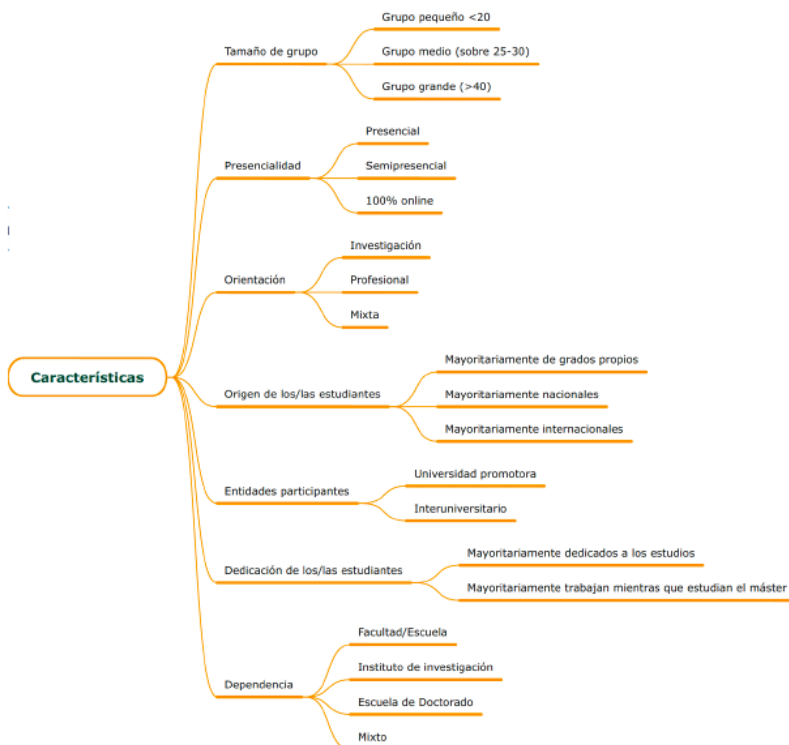 Características
Tamaño de grupo
Grupo pequeño <20
Grupo medio (sobre 25-30)
Grupo grande (>40)
Presencialidad
Presencial
Semipresencial
100% online
Orientación
Investigación
Profesional
Mixta
Origen de los/las estudiantes
Mayoritariamente de grados propios
Mayoritariamente nacionales
Mayoritariamente internacionales
Entidades participantes
Universidad promotora
Interuniversitario
Dedicación de los/las estudiantes
Mayoritariamente dedicados a los estudios
Mayoritariamente trabajan mientras que estudian el máster
Dependencia
Facultad/Escuela
Instituto de investigación
Escuela de Doctorado
Mixto